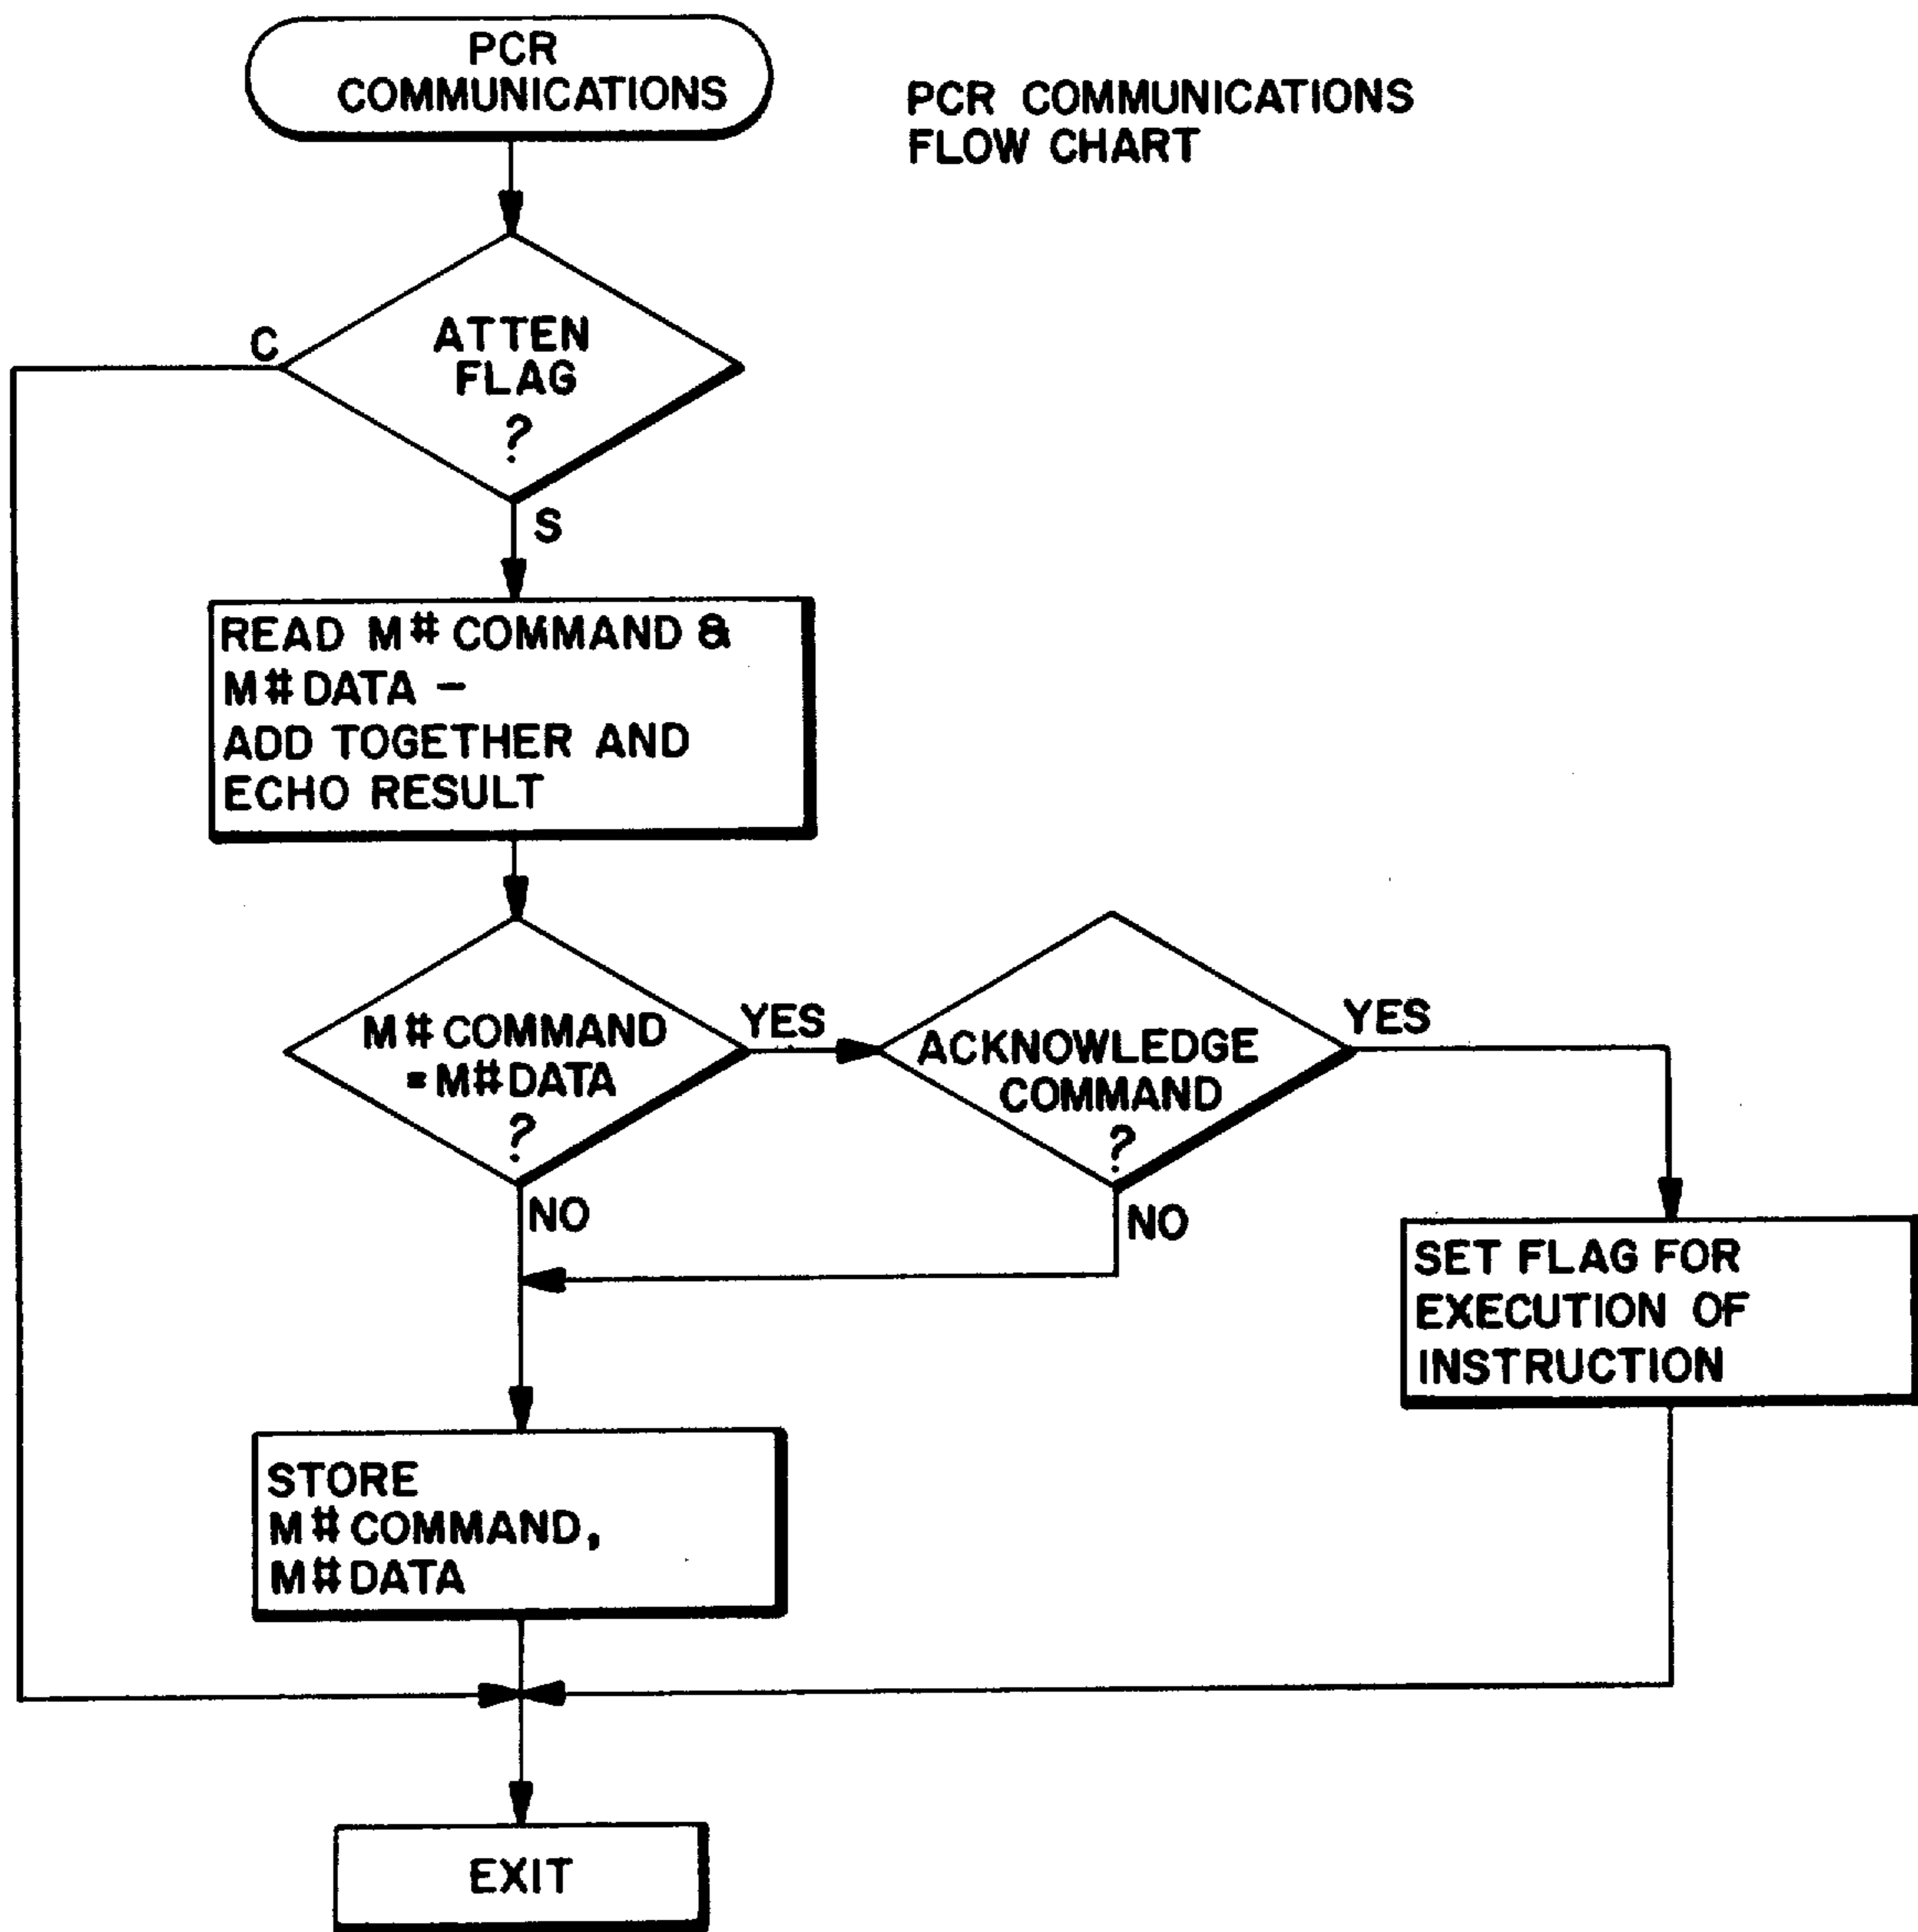 PCR
COMMUNICATIONS
PCR COMMUNICATIONS
FLOW CHART
ATTEN
FLAG
?
C
S
READ M# COMMAND &
M# DATA –
ADD TOGETHER AND
ECHO RESULT
M# COMMAND
= M# DATA
?
YES
NO
ACKNOWLEDGE
COMMAND
?
YES
NO
SET FLAG FOR
EXECUTION OF
INSTRUCTION
STORE
M# COMMAND,
M# DATA
EXIT